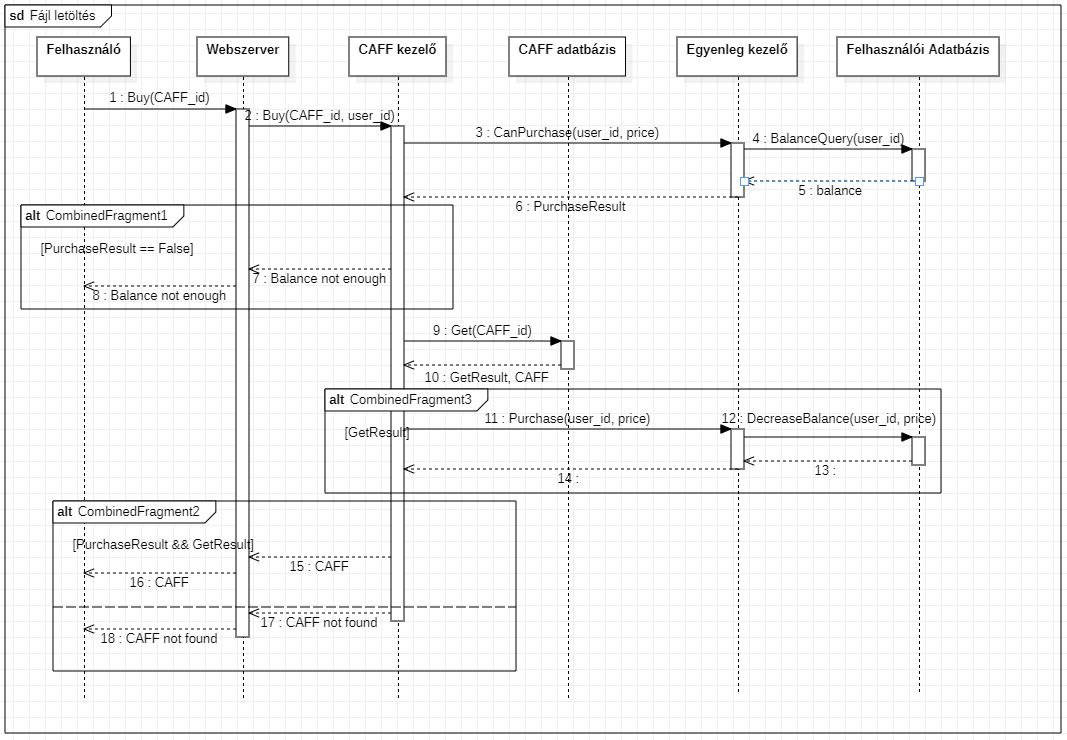 sd Fájl letöltés
Felhasználó
Webszerver
CAFF kezelő
CAFF adatbázis
Egyenleg kezelő
Felhasználói Adatbázis
1 : Buy(CAFF_id)
2 : Buy(CAFF_id, user_id)
3 : CanPurchase(user_id, price)
4 : BalanceQuery(user_id)
5 : balance
6 : PurchaseResult
alt CombinedFragment1
[PurchaseResult == False]
7 : Balance not enough
8 : Balance not enough
9 : Get(CAFF_id)
10 : GetResult, CAFF
alt CombinedFragment3
[GetResult]
11 : Purchase(user_id, price)
12 : DecreaseBalance(user_id, price)
13 :
14 :
alt CombinedFragment2
[PurchaseResult && GetResult]
15 : CAFF
16 : CAFF
17 : CAFF not found
18 : CAFF not found